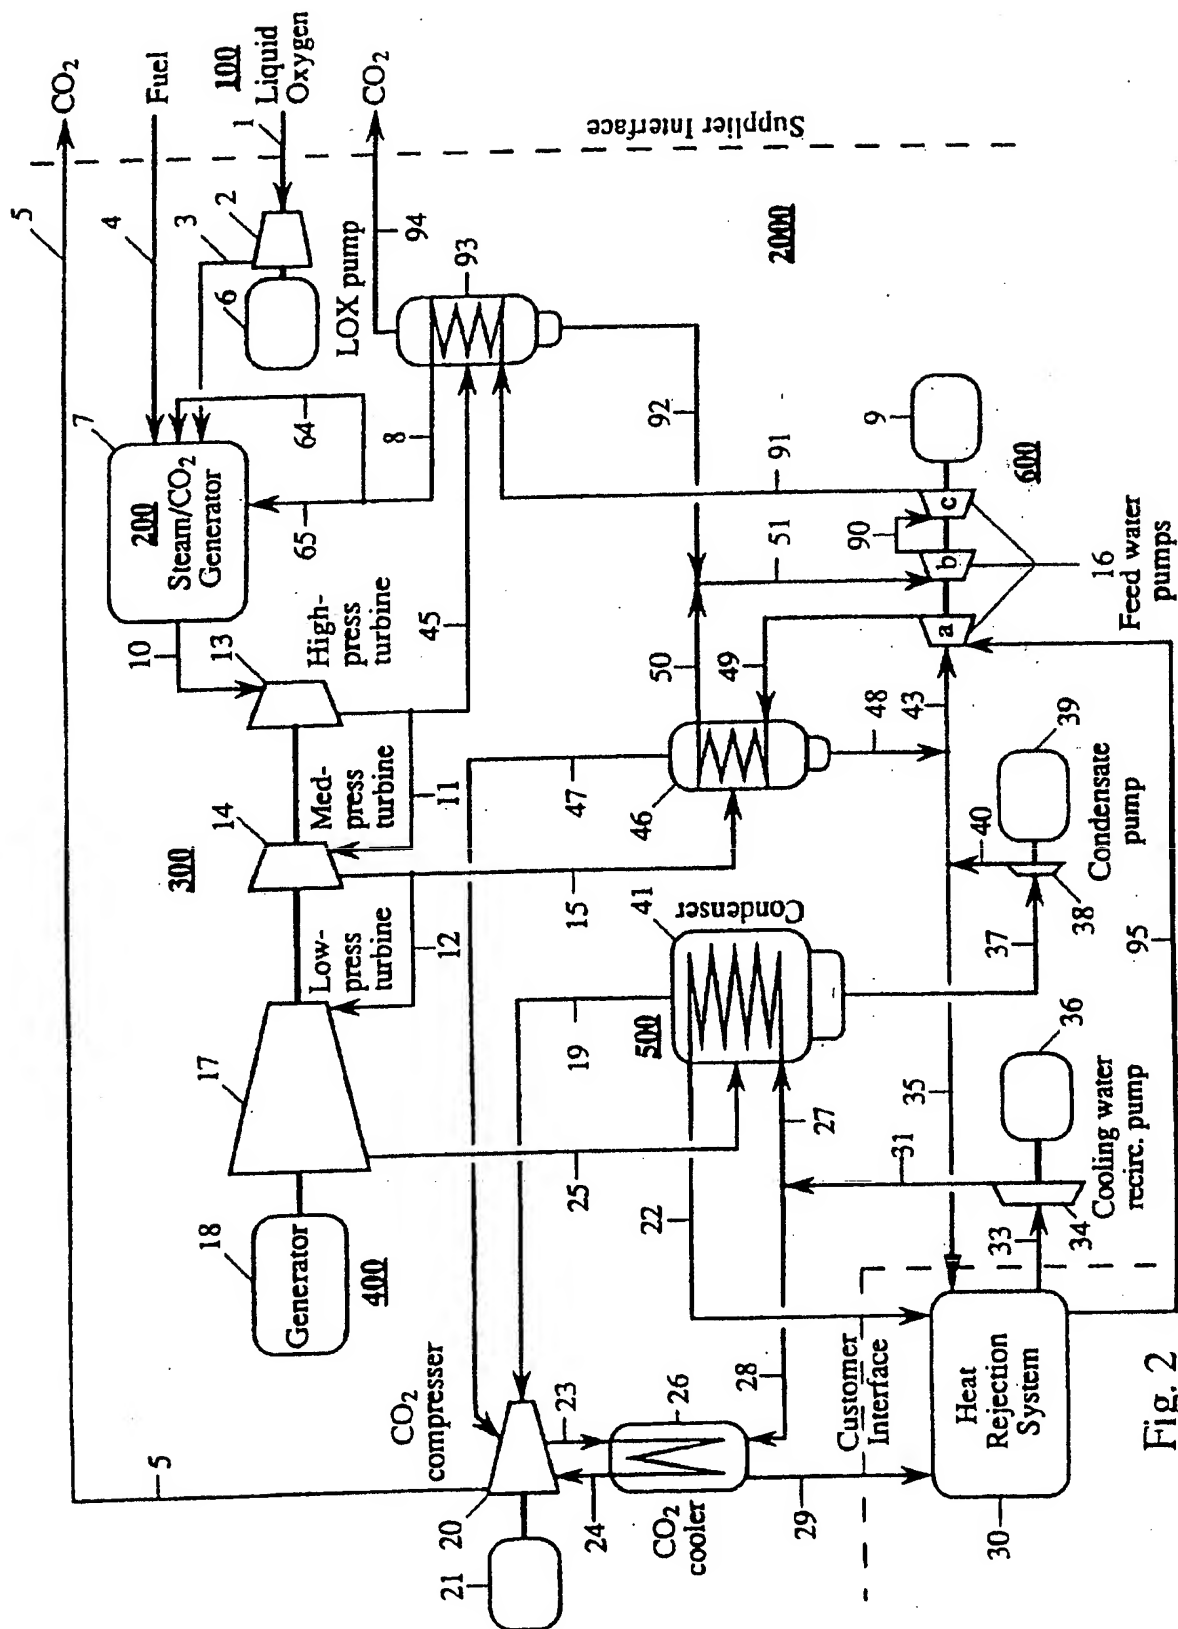 CO2
Fuel
100
Liquid
Oxygen
CO2
Supplier Interface
5
4
3
2
1
6
LOX pump
94
93
2000
7
200
Steam/CO2
Generator
64
65
8
92
91
9
600
10
13
High-
press
turbine
45
90
51
c
b
a
16
Feed water
pumps
14
300
Med-
press
turbine
11
50
49
47
46
48
43
39
40
Condensate
pump
38
37
95
Low-
press
turbine
12
15
41
Condenser
500
19
17
25
22
27
35
31
36
Cooling water
recirc. pump
34
33
18
Generator
400
28
CO2
compresser
23
26
Customer
Interface
24
CO2
cooler
29
20
21
5
Heat
Rejection
System
30
Fig. 2